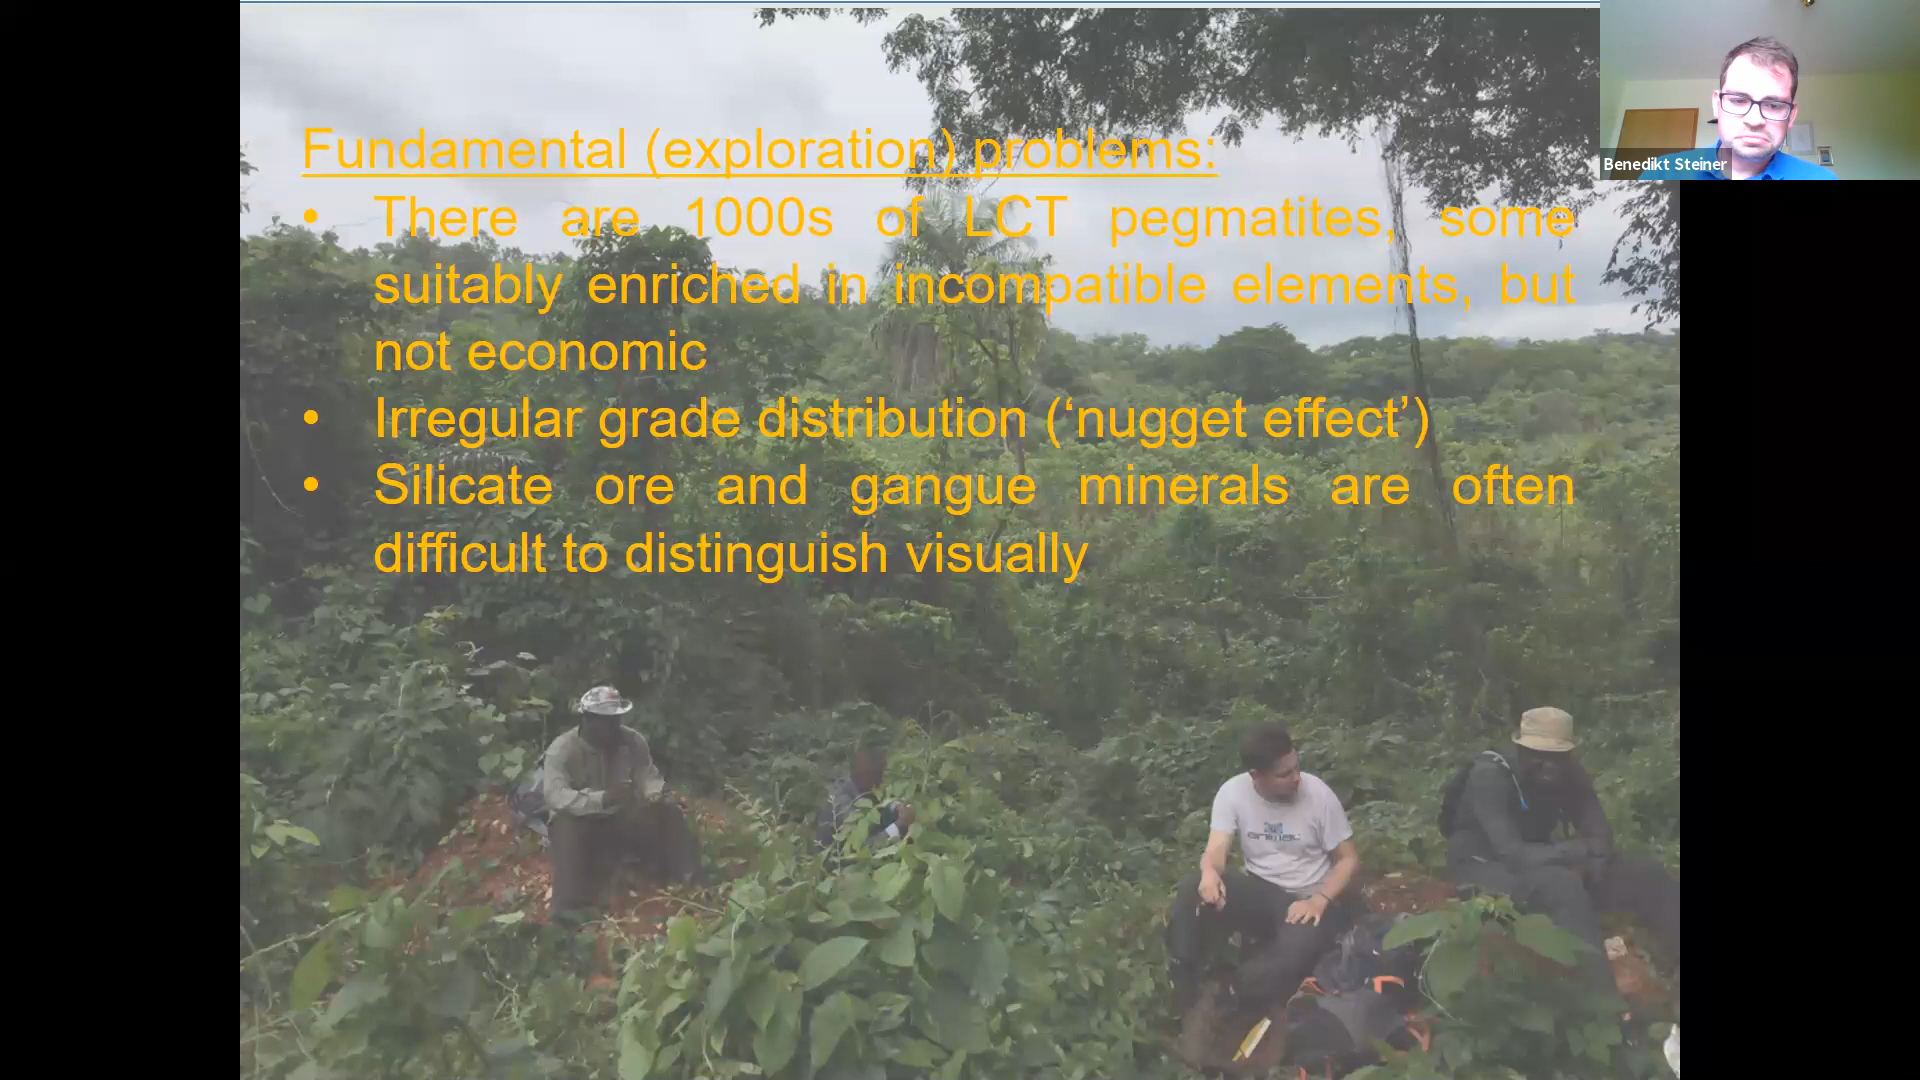 Fundamental (exploration) problems:
• There are 1000s of LCT pegmatites, some
suitably enriched in incompatible elements, but
not economic
• Irregular grade distribution (‘nugget effect’)
• Silicate ore and gangue minerals are often
difficult to distinguish visually
Benedikt Steiner
animal